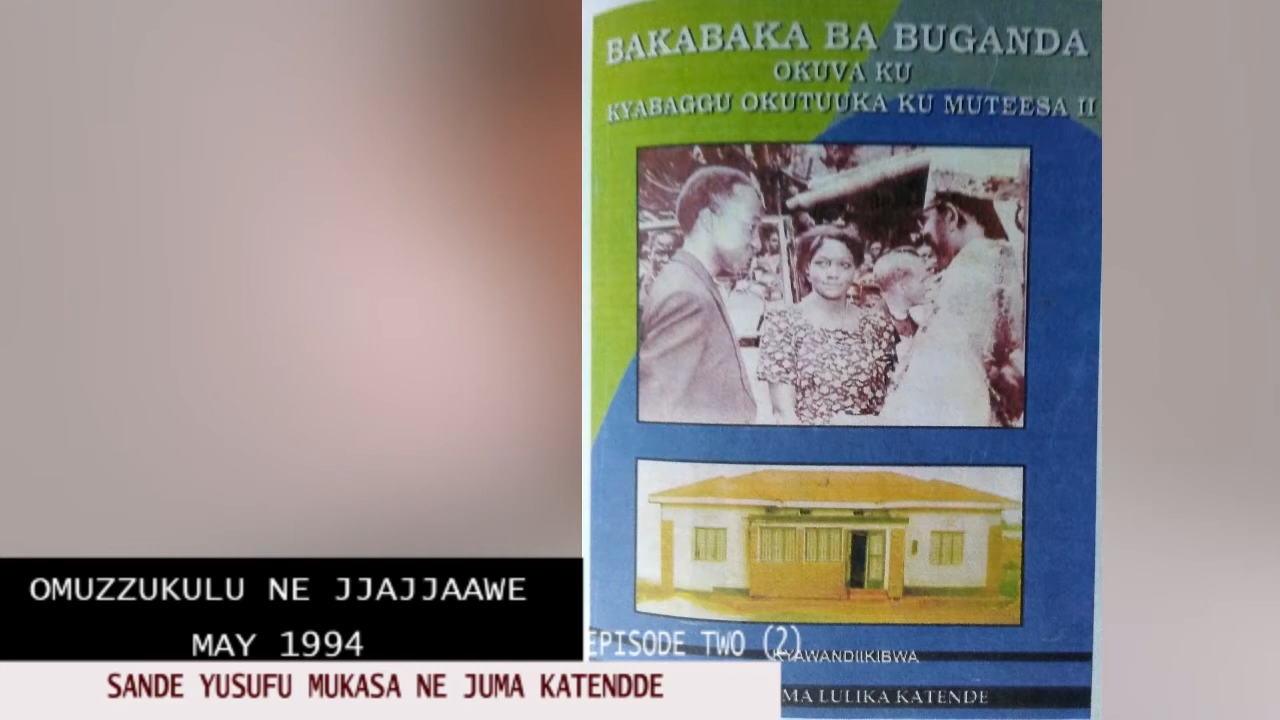 BAKABAKA BA BUGANDA
OKUVA KU
KYABAGGU OKUTUUKA KU MUTEESA II
OMUZZUKULU NE JJAJJAAWE
MAY 1994
EPISODE TWO (2)
KYAWANDIIKIBWA
SANDE YUSUFU MUKASA NE JUMA KATENDDE
LULIKA KATENDE